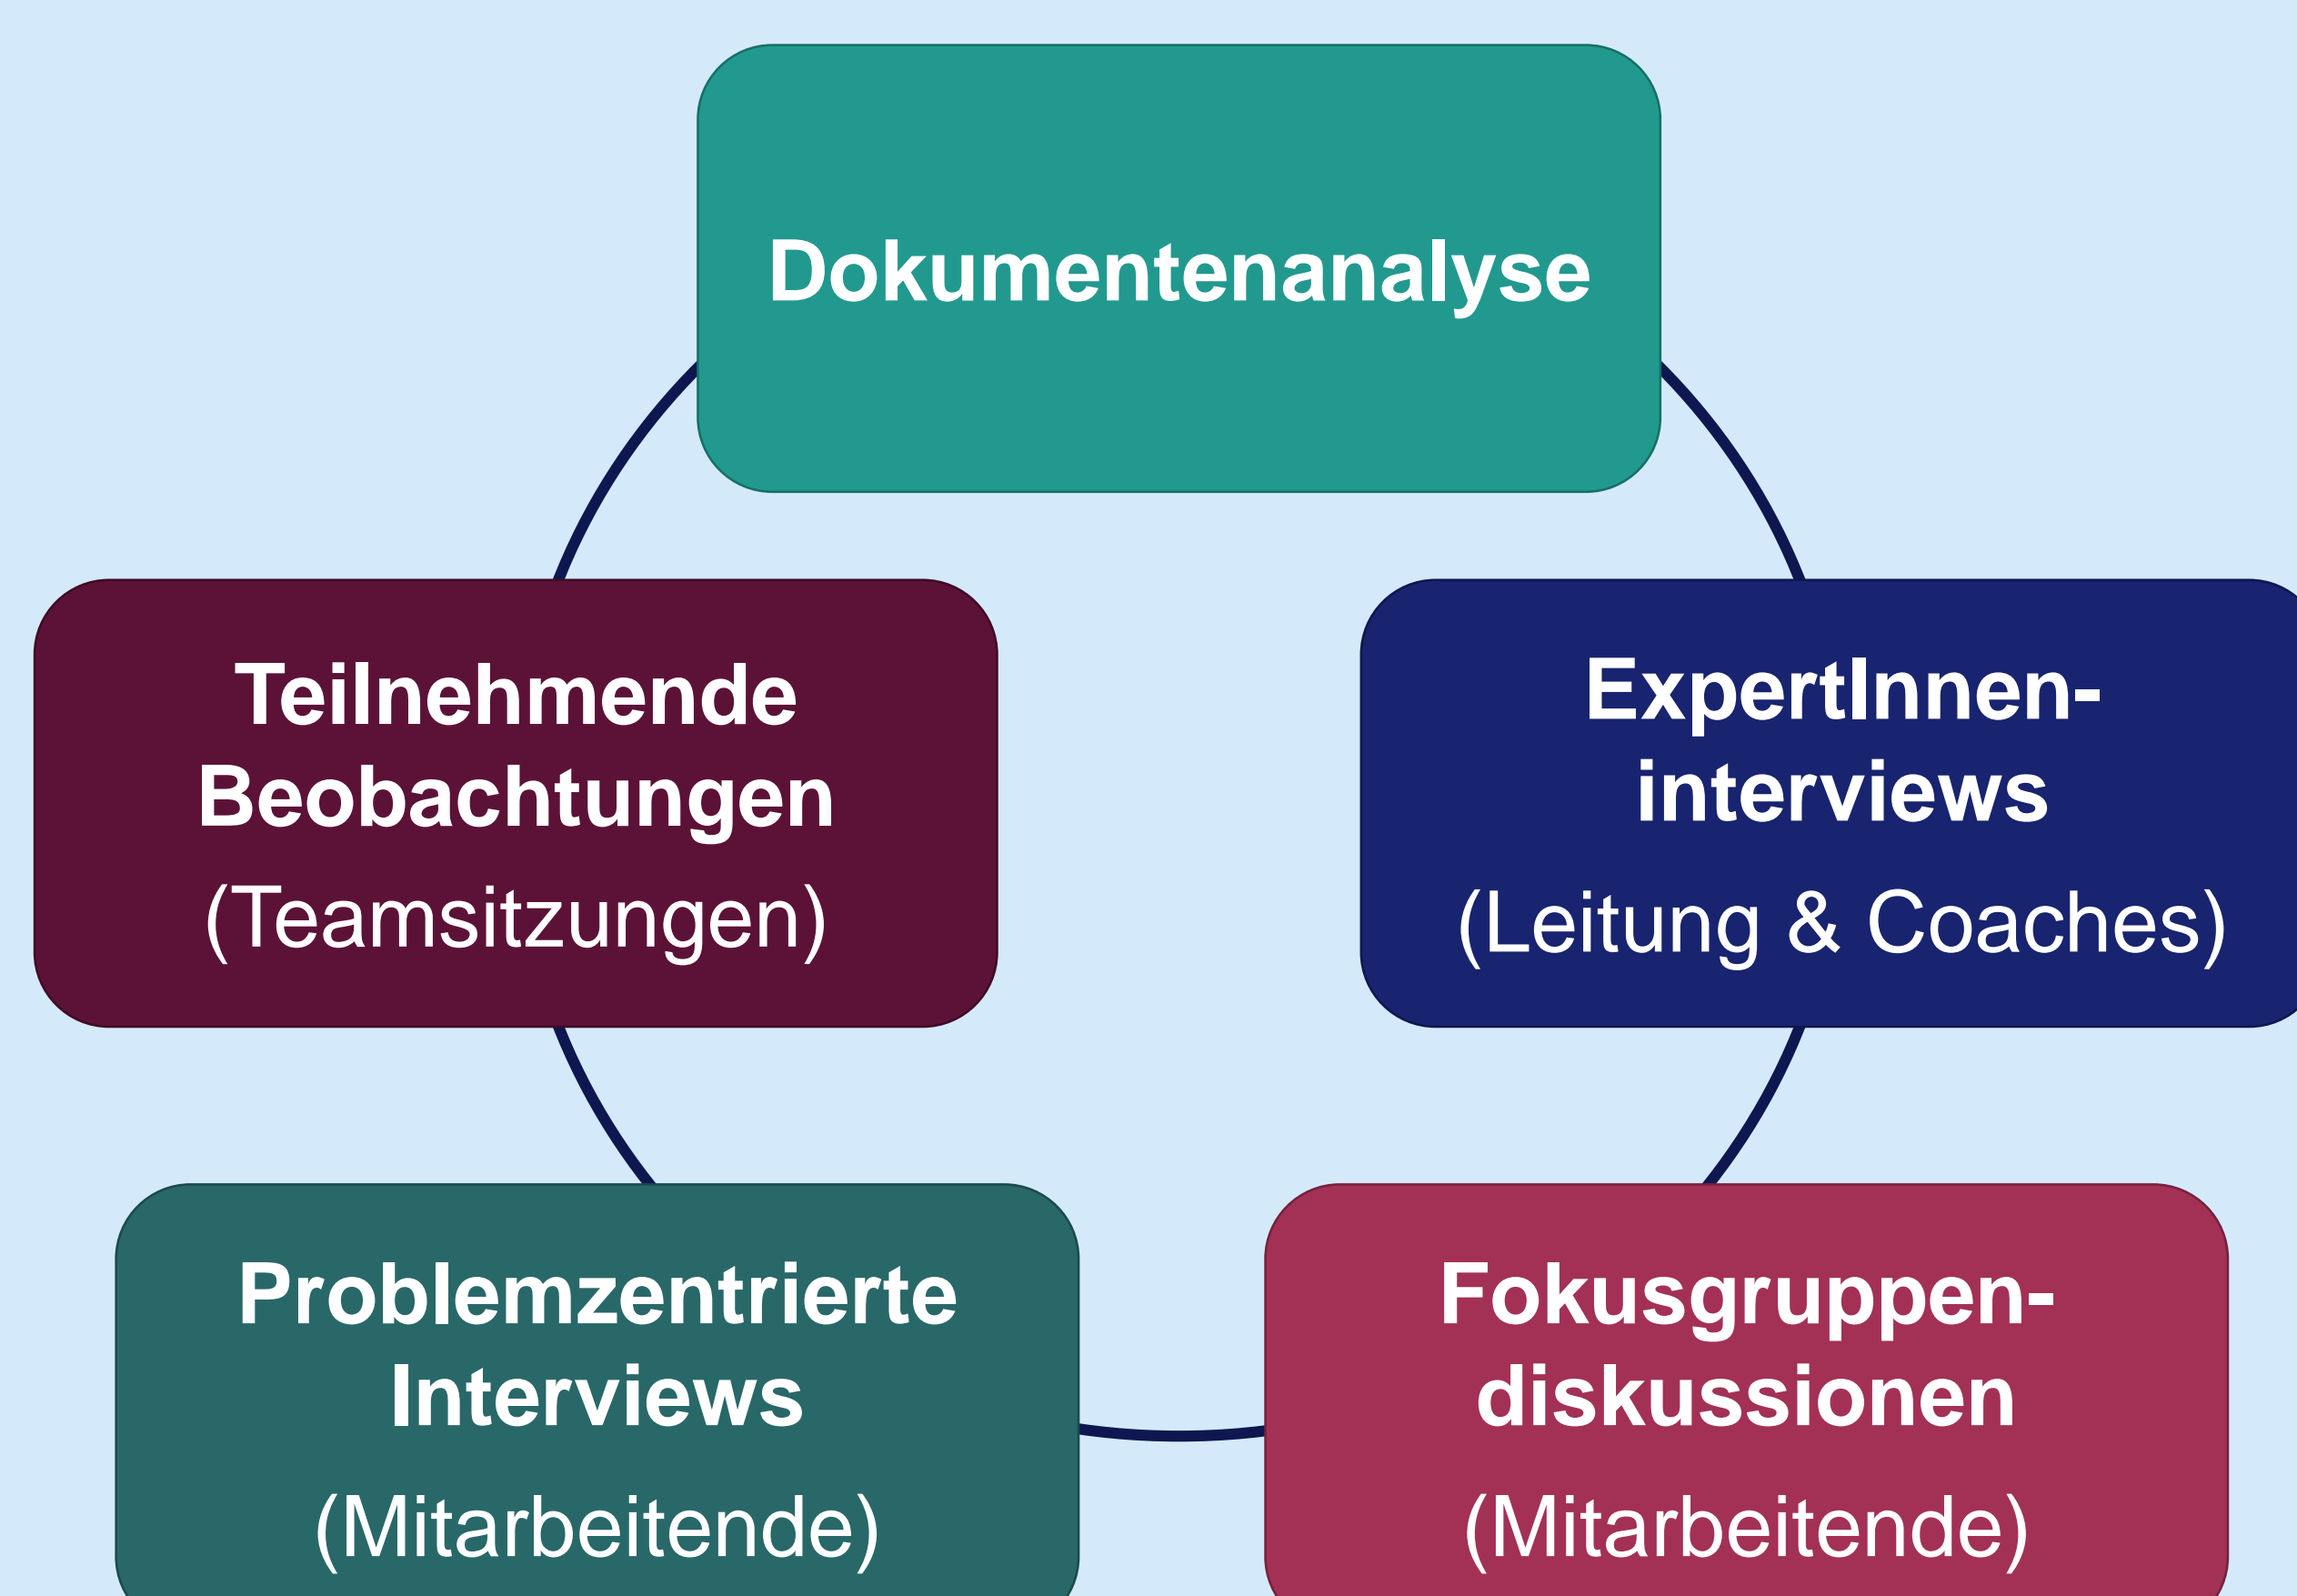 Dokumentenanalyse
Teilnehmende
Beobachtungen
(Teamsitzungen)
ExpertInnen-
interviews
(Leitung & Coaches)
Problemzentrierte
Interviews
(Mitarbeitende)
Fokusgruppen-
diskussionen
(Mitarbeitende)